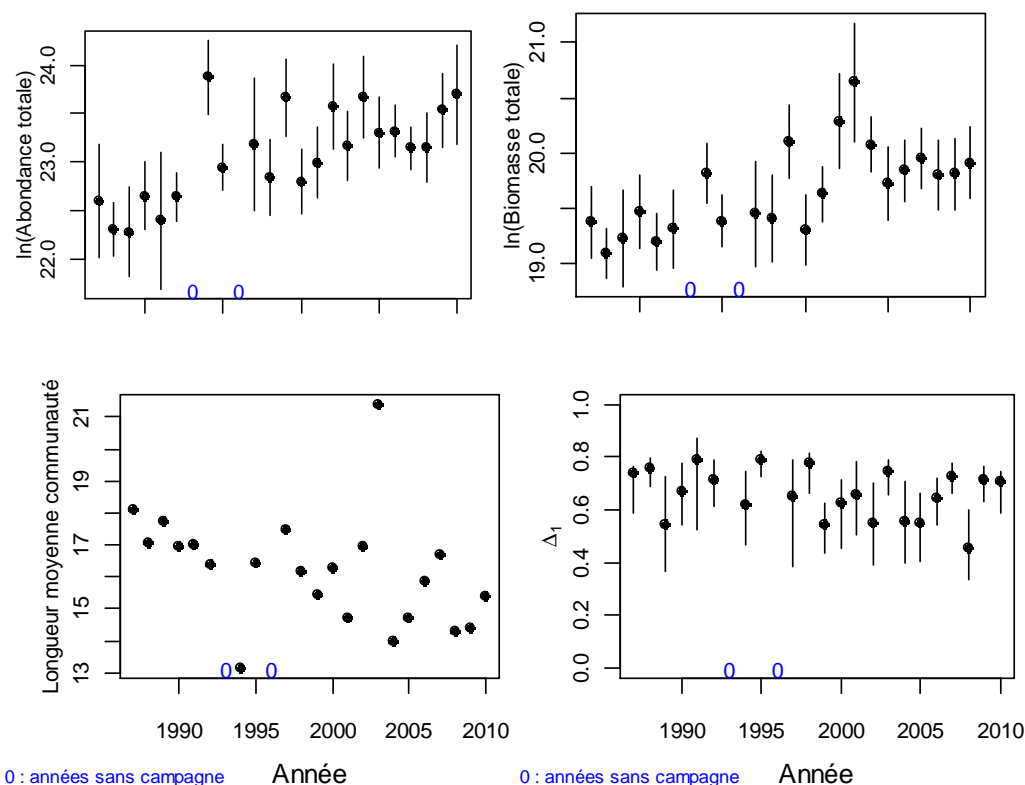 ln(Abondance totale)
24.0
23.0
22.0
0 0
ln(Biomasse totale)
21.0
20.0
19.0
0 0
Longueur moyenne communauté
21
19
17
15
13
0 0
1990 1995 2000 2005 2010
0 : années sans campagne Année
Δ1
1.0
0.8
0.6
0.4
0.2
0.0
0 0
1990 1995 2000 2005 2010
0 : années sans campagne Année